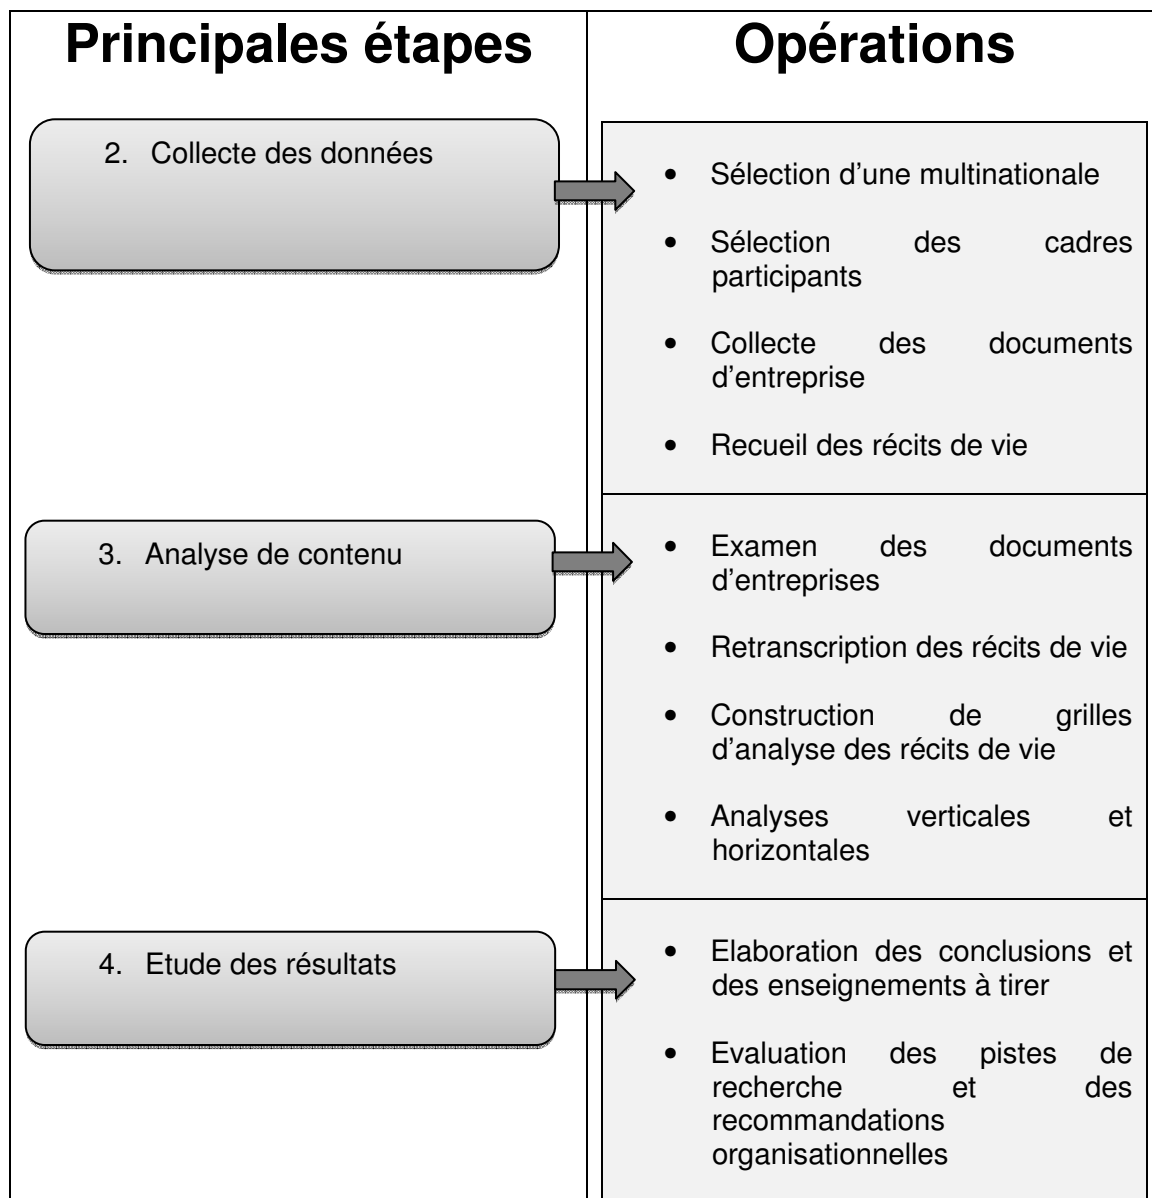 Principales étapes
Opérations
2. Collecte des données
• Sélection d’une multinationale
• Sélection des cadres
participants
• Collecte des documents
d'entreprise
• Recueil des récits de vie
3. Analyse de contenu
• Examen des documents
d’entreprises
• Retranscription des récits de vie
• Construction de grilles
d’analyse des récits de vie
• Analyses verticales et
horizontales
4. Etude des résultats
• Elaboration des conclusions et
des enseignements à tirer
• Evaluation des pistes de
recherche et des
recommandations
organisationnelles